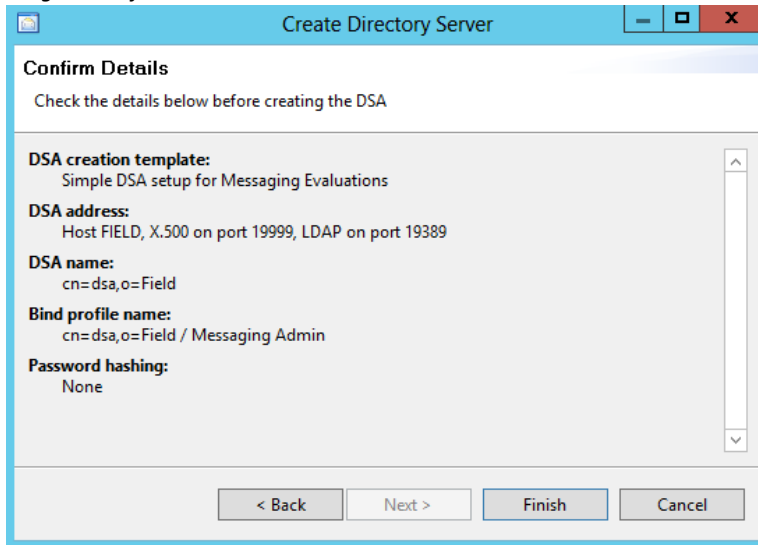 Create Directory Server
Confirm Details
Check the details below before creating the DSA
DSA creation template:
Simple DSA setup for Messaging Evaluations
DSA address:
Host FIELD, X.500 on port 19999, LDAP on port 19389
DSA name:
cn=dsa,o=Field
Bind profile name:
cn=dsa,o=Field / Messaging Admin
Password hashing:
None
< Back Next > Finish Cancel